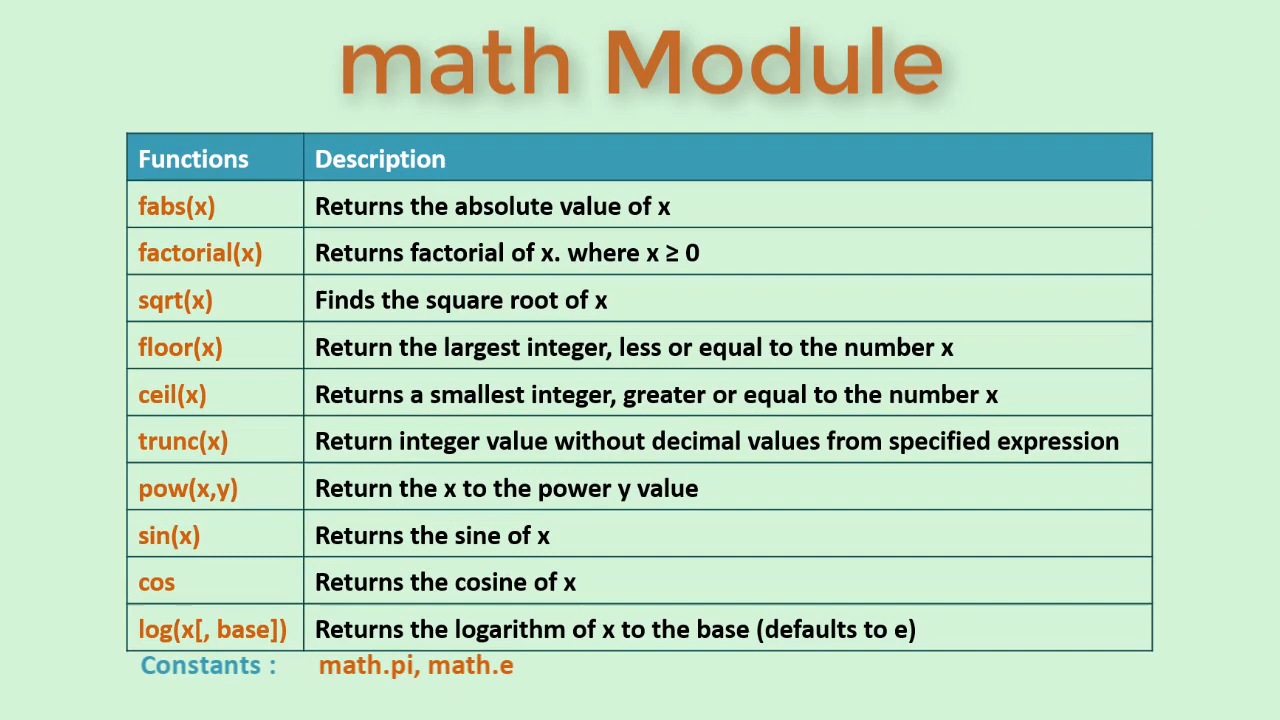 math Module
Functions Description
fabs(x) Returns the absolute value of x
factorial(x) Returns factorial of x. where x ≥ 0
sqrt(x) Finds the square root of x
floor(x) Return the largest integer, less or equal to the number x
ceil(x) Returns a smallest integer, greater or equal to the number x
trunc(x) Return integer value without decimal values from specified expression
pow(x,y) Return the x to the power y value
sin(x) Returns the sine of x
cos Returns the cosine of x
log(x[, base]) Returns the logarithm of x to the base (defaults to e)
Constants : math.pi, math.e